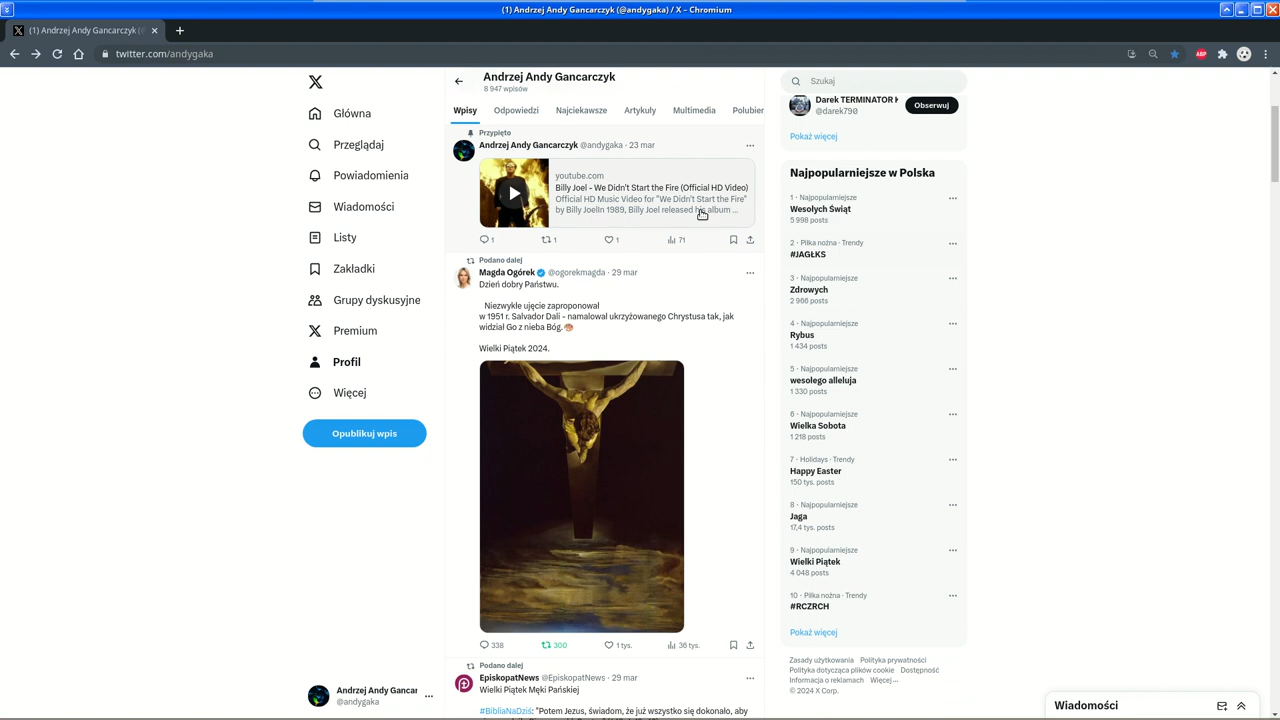 (1) Andrzej Andy Gancarczyk (@andygaka) / X – Chromium
(1) Andrzej Andy Gancarczyk (@
twitter.com/andygaka
ABP
Główna
Przeglądaj
Powiadomienia
Wiadomości
Listy
Zakładki
Grupy dyskusyjne
Premium
Profil
Więcej
Opublikuj wpis
Andrzej Andy Gancar
@andygaka
Andrzej Andy Gancarczyk
8 947 wpisów
Wpisy
Odpowiedzi
Najciekawsze
Artykuły
Multimedia
Polubier
Przypięto
Andrzej Andy Gancarczyk @andygaka · 23 mar
youtube.com
Billy Joel - We Didn't Start the Fire (Official HD Video)
Official HD Music Video for "We Didn't Start the Fire"
by Billy JoelIn 1989, Billy Joel released his album ...
1
1
1
71
Podano dalej
Magda Ogórek @ogorekmagda · 29 mar
Dzień dobry Państwu.
Niezwykłe ujęcie zaproponował
w 1951 r. Salvador Dali – namalował ukrzyżowanego Chrystusa tak, jak
widział Go z nieba Bóg.
Wielki Piątek 2024.
338
300
1 tys.
36 tys.
Podano dalej
EpiskopatNews @EpiskopatNews · 29 mar
Wielki Piątek Męki Pańskiej
#BibliaNaDziś: "Potem Jezus, świadom, że już wszystko się dokonało, aby
Szukaj
Darek TERMINATOR K
@darek790
Obserwuj
Pokaż więcej
Najpopularniejsze w Polska
1 · Najpopularniejsze
Wesołych Świąt
5 998 posts
2 · Piłka nożna · Trendy
#JAGŁKS
3 · Najpopularniejsze
Zdrowych
2 966 posts
4 · Najpopularniejsze
Rybus
1 434 posts
5 · Najpopularniejsze
wesołego alleluja
1 330 posts
6 · Najpopularniejsze
Wielka Sobota
1 218 posts
7 · Holidays · Trendy
Happy Easter
150 tys. posts
8 · Najpopularniejsze
Jaga
17,4 tys. posts
9 · Najpopularniejsze
Wielki Piątek
4 048 posts
10 · Piłka nożna · Trendy
#RCZRCH
Pokaż więcej
Zasady użytkowania Polityka prywatności
Polityka dotycząca plików cookie Dostępność
Informacja o reklamach Więcej ···
© 2024 X Corp.
Wiadomości